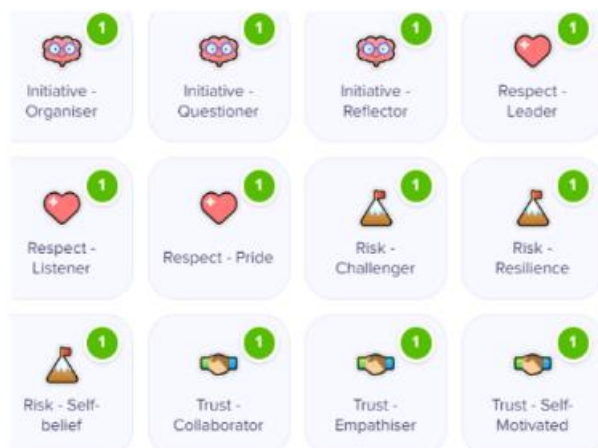 1
1
1
1
Initiative -
Organiser
Initiative -
Questioner
Initiative -
Reflector
Respect -
Leader
1
1
1
1
Respect -
Listener
Respect - Pride
Risk -
Challenger
Risk -
Resilience
1
1
1
1
Risk - Self-
belief
Trust -
Collaborator
Trust -
Empathiser
Trust - Self-
Motivated